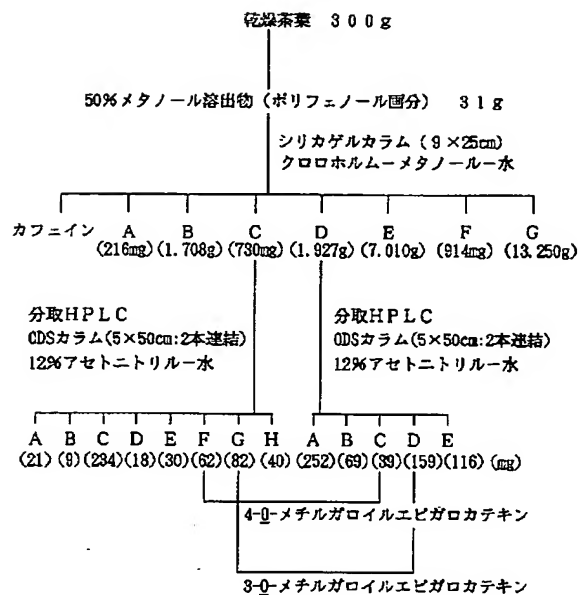 乾燥茶葉 300g
50%メタノール溶出物(ポリフェノール画分) 31g
シリカゲルカラム(9×25cm)
クロロホルム-メタノール-水
カフェイン A B C D E F G
(216mg) (1.708g) (730mg) (1.927g) (7.010g) (914mg) (13.250g)
分取HPLC
ODSカラム(5×50cm:2本連結)
12%アセトニトリル-水
分取HPLC
ODSカラム(5×50cm:2本連結)
12%アセトニトリル-水
A B C D E F G H
(21) (9) (234) (18) (30) (62) (82) (40)
A B C D E
(252) (69) (39) (159) (116) (mg)
4-O-メチルガロイルエピガロカテキン
3-O-メチルガロイルエピガロカテキン